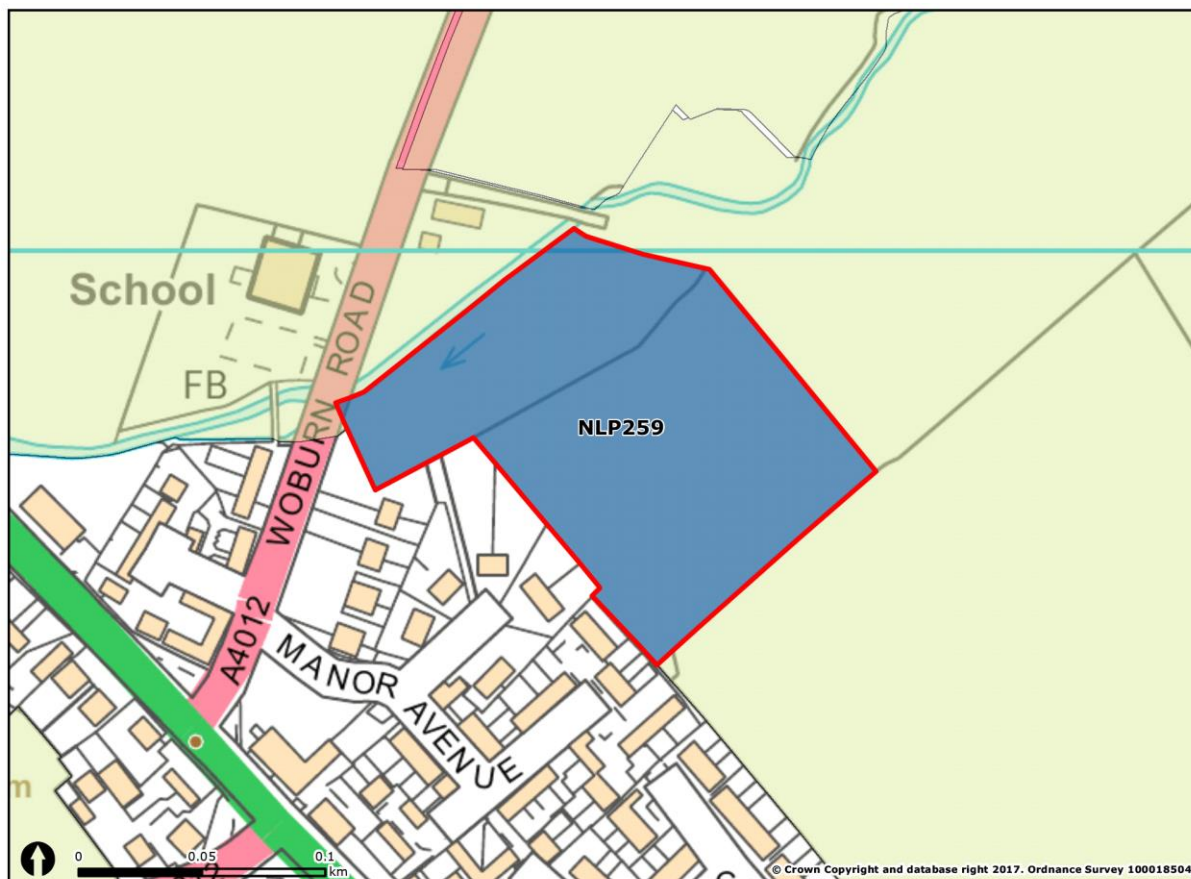 School
FB
WOBURN ROAD
A4012
NLP259
MANOR AVENUE
m
0 0.05 0.1
km
© Crown Copyright and database right 2017. Ordnance Survey 100018504